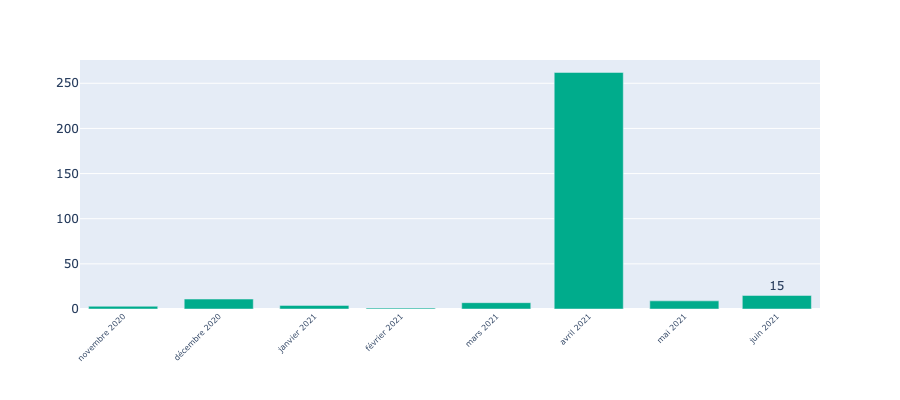 250
200
150
100
50
0
15
novembre 2020
décembre 2020
janvier 2021
février 2021
mars 2021
avril 2021
mai 2021
juin 2021